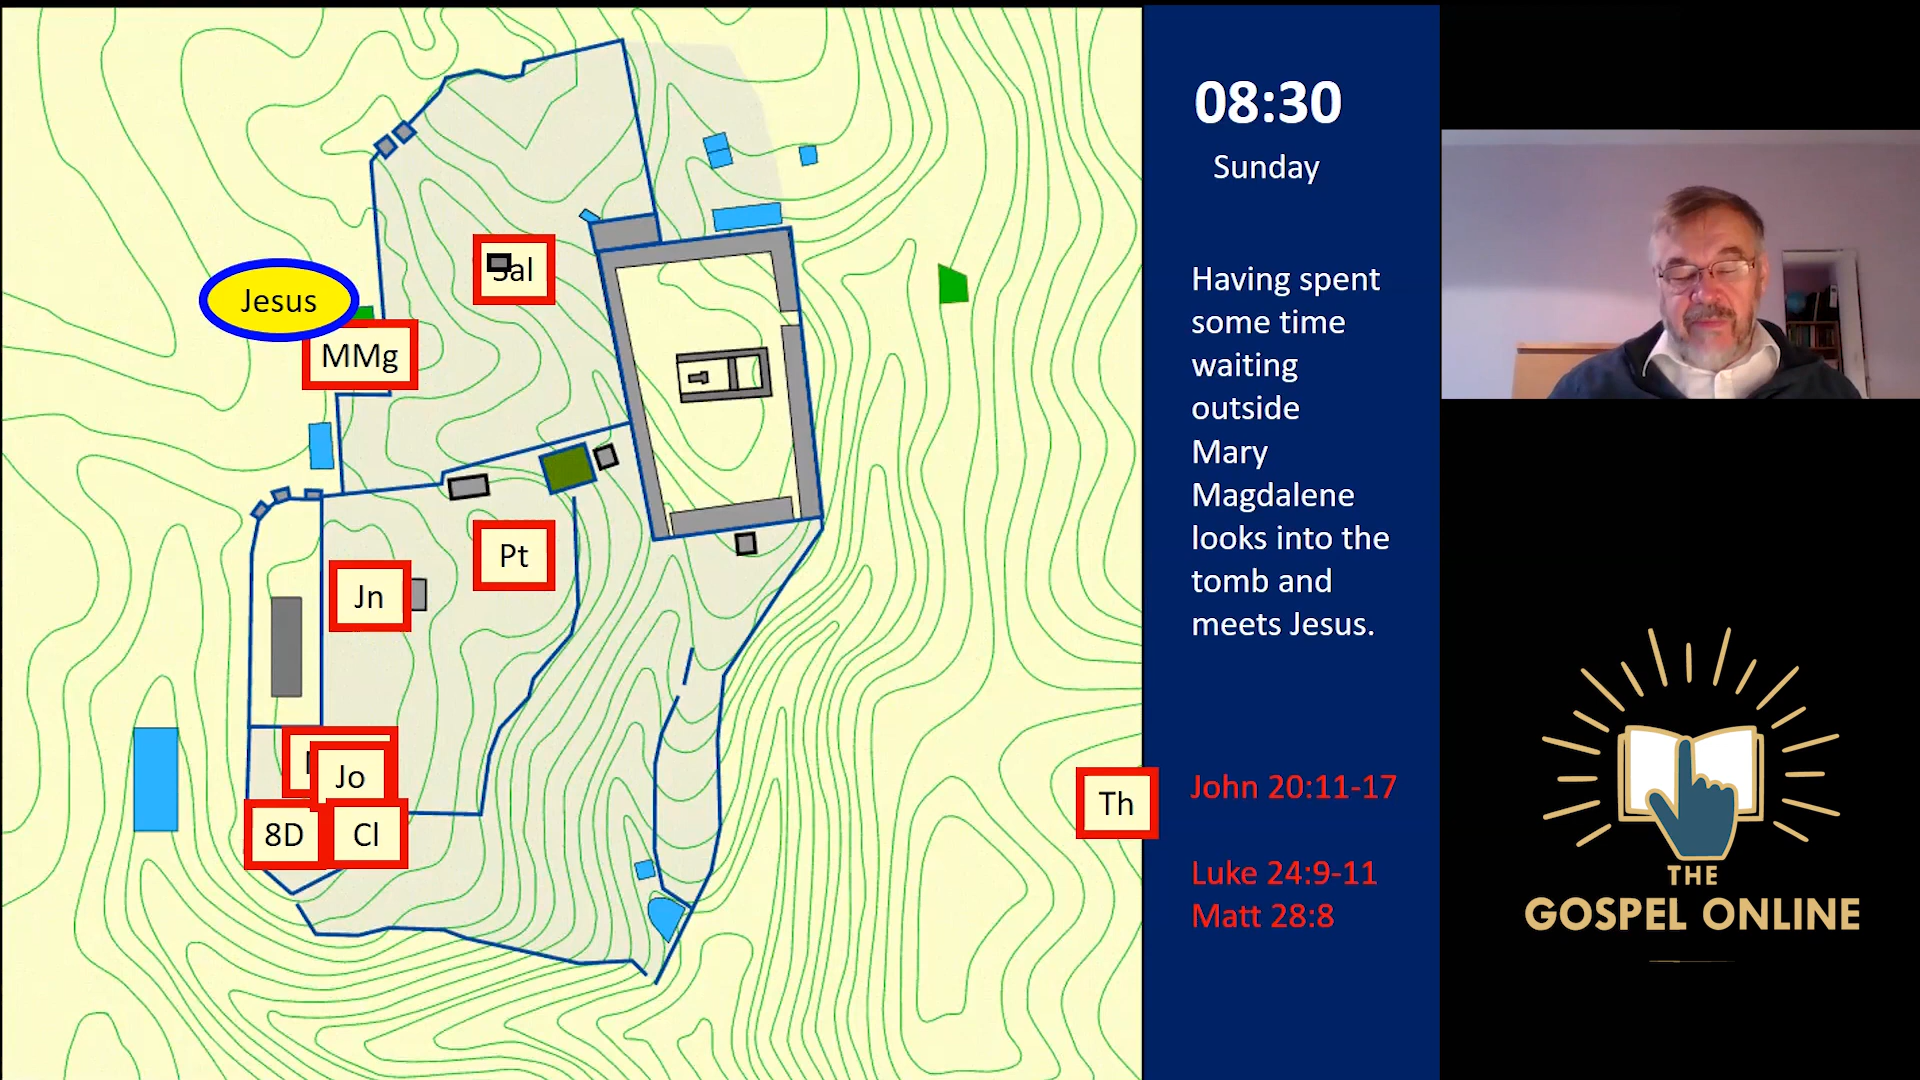 08:30
Sunday
Having spent
some time
waiting
outside
Mary
Magdalene
looks into the
tomb and
meets Jesus.
John 20:11-17
Luke 24:9-11
Matt 28:8
Jesus
MMg
Pt
Jn
Jo
8D
Cl
Th
THE
GOSPEL ONLINE